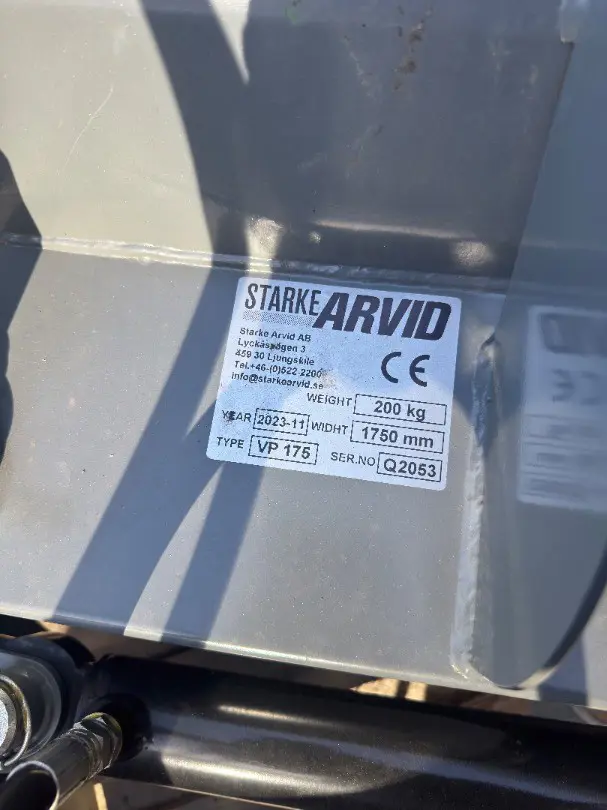 STARKE ARVID
Starke Arvid AB
Lyckåsvägen 3
459 30 Ljungskile
Tel.+46-(0)522 2200
info@starkearvid.se
CE
WEIGHT 200 kg
YEAR 2023-11 WIDHT 1750 mm
TYPE VP 175 SER.NO Q2053